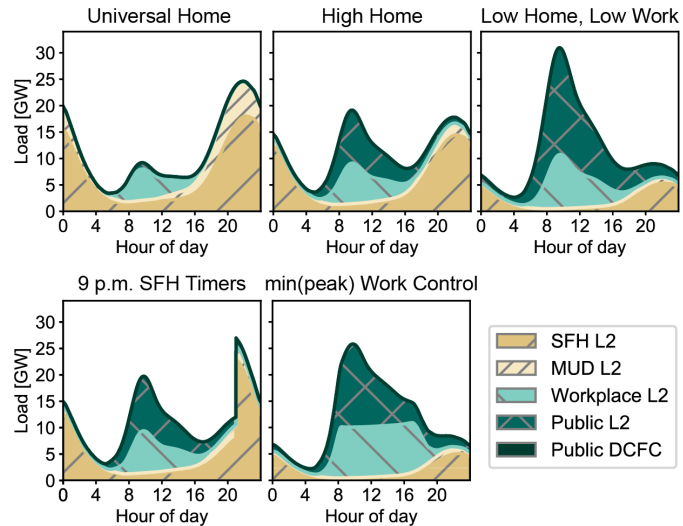 Universal Home
High Home
Low Home, Low Work
Load [GW]
30
25
20
15
10
5
0
0 4 8 12 16 20
Hour of day
0 4 8 12 16 20
Hour of day
0 4 8 12 16 20
Hour of day
9 p.m. SFH Timers
min(peak) Work Control
Load [GW]
30
25
20
15
10
5
0
0 4 8 12 16 20
Hour of day
0 4 8 12 16 20
Hour of day
SFH L2
MUD L2
Workplace L2
Public L2
Public DCFC